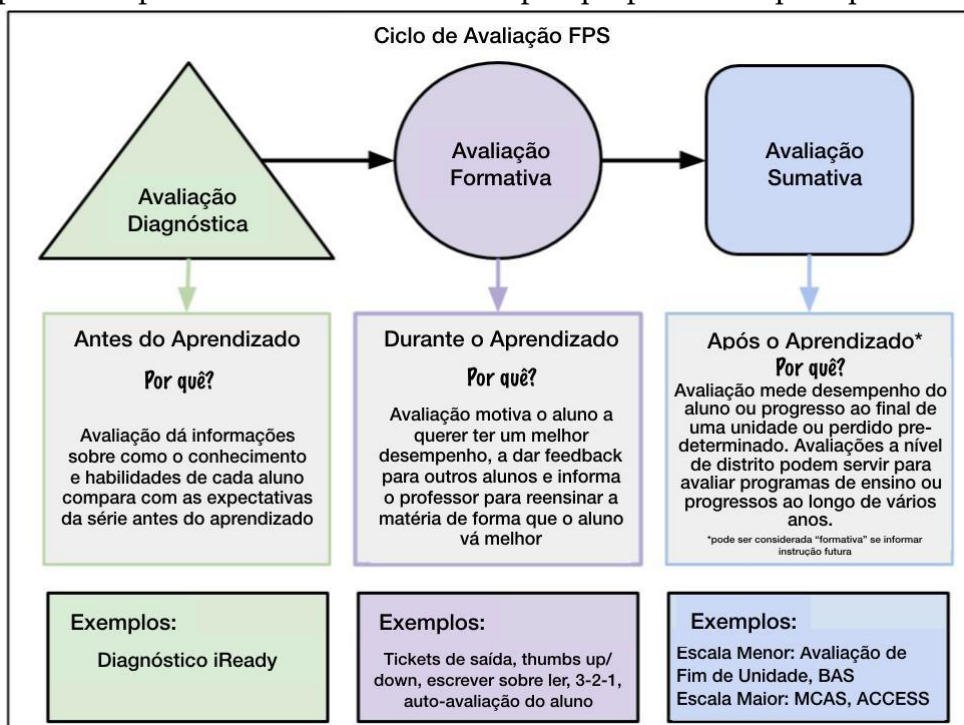 Ciclo de Avaliação FPS
Avaliação
Diagnóstica
Avaliação
Formativa
Avaliação
Sumativa
Antes do Aprendizado
Por quê?
Avaliação dá informações
sobre como o conhecimento
e habilidades de cada aluno
compara com as expectativas
da série antes do aprendizado
Durante o Aprendizado
Por quê?
Avaliação motiva o aluno a
querer ter um melhor
desempenho, a dar feedback
para outros alunos e informa
o professor para reensinar a
matéria de forma que o aluno
vá melhor
Após o Aprendizado*
Por quê?
Avaliação mede desempenho do
aluno ou progresso ao final de
uma unidade ou perdido pre-
determinado. Avaliações a nível
de distrito podem servir para
avaliar programas de ensino ou
progressos ao longo de vários
anos.
*pode ser considerada “formativa” se informar
instrução futura
Exemplos:
Diagnóstico iReady
Exemplos:
Tickets de saída, thumbs up/
down, escrever sobre ler, 3-2-1,
auto-avaliação do aluno
Exemplos:
Escala Menor: Avaliação de
Fim de Unidade, BAS
Escala Maior: MCAS, ACCESS